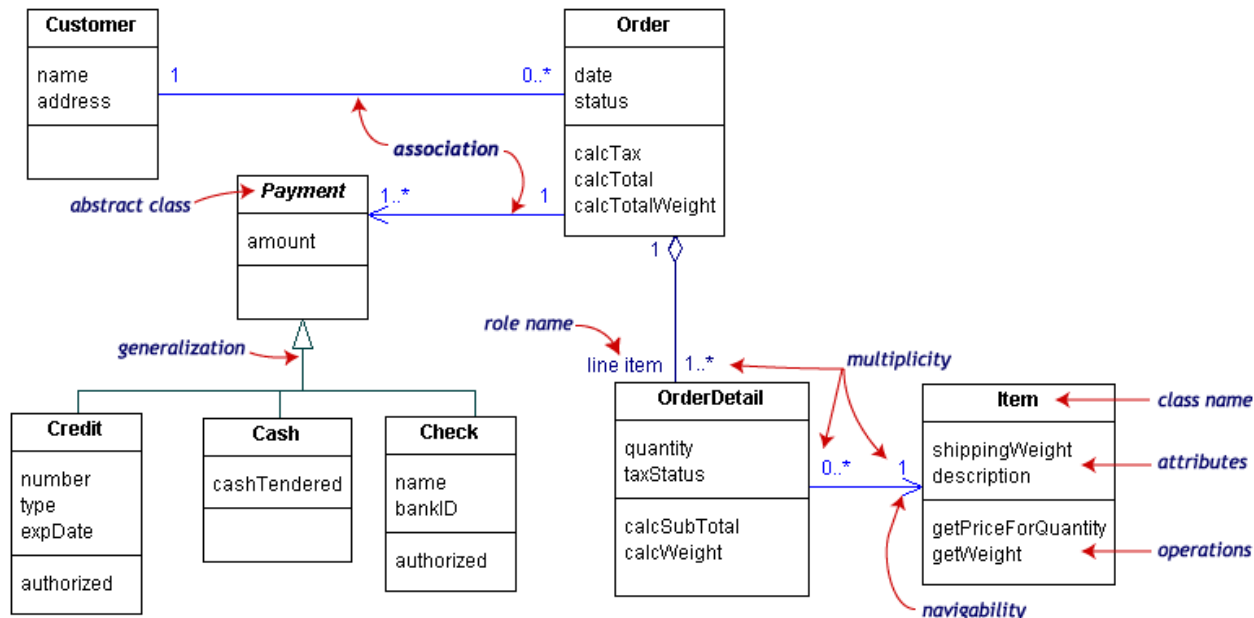 Customer
name
address
Order
date
status
calcTax
calcTotal
calcTotalWeight
1
0..*
association
abstract class
Payment
amount
1..*
1
1
generalization
role name
line item
1..*
multiplicity
Credit
number
type
expDate
authorized
Cash
cashTendered
Check
name
bankID
authorized
OrderDetail
quantity
taxStatus
calcSubTotal
calcWeight
0..*
1
Item
shippingWeight
description
getPriceForQuantity
getWeight
class name
attributes
operations
navigability